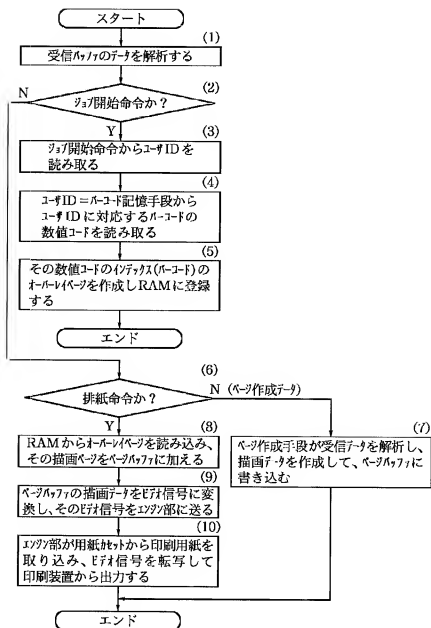 スタート
(1)
受信バッファのデータを解析する
(2)
N
ジョブ開始命令か？
Y
(3)
ジョブ開始命令からユーザIDを
読み取る
(4)
ユーザID＝バーコード記憶手段から
ユーザIDに対応するバーコードの
数値コードを読み取る
(5)
その数値コードのインデックス(バーコード)の
オーバーレイページを作成しRAMに登録
する
エンド
(6)
排紙命令か？
N (ページ作成データ)
Y
(8)
RAMからオーバーレイページを読み込み、
その描画ページをページバッファに加える
(7)
ページ作成手段が受信データを解析し、
描画データを作成して、ページバッファに
書き込む
(9)
ページバッファの描画データをビデオ信号に変
換し、そのビデオ信号をエンジン部に送る
(10)
エンジン部が用紙カセットから印刷用紙を
取り込み、ビデオ信号を転写して
印刷装置から出力する
エンド